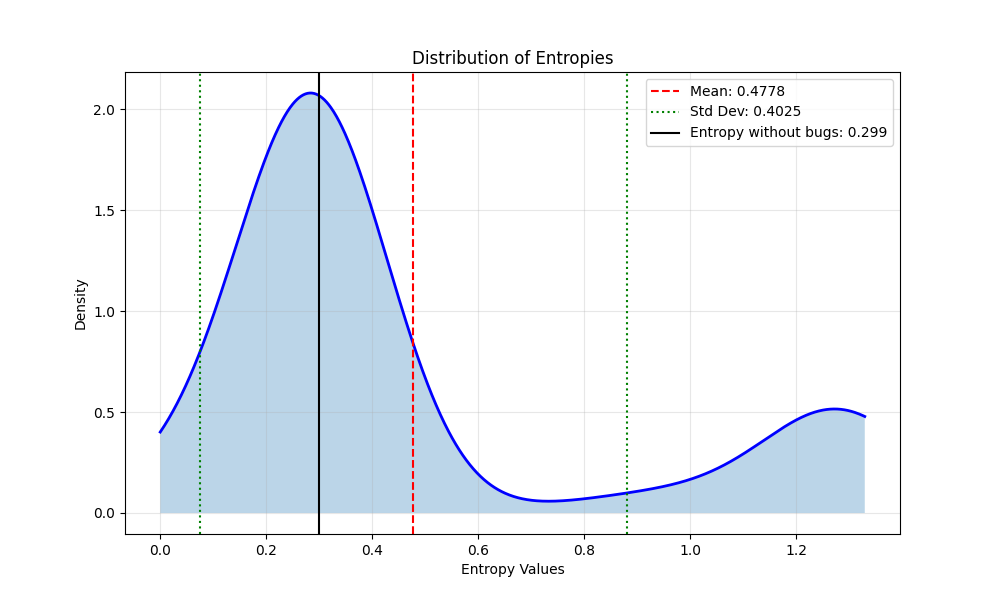 Distribution of Entropies
Mean: 0.4778
Std Dev: 0.4025
Entropy without bugs: 0.299
Density
2.0
1.5
1.0
0.5
0.0
0.0 0.2 0.4 0.6 0.8 1.0 1.2
Entropy Values